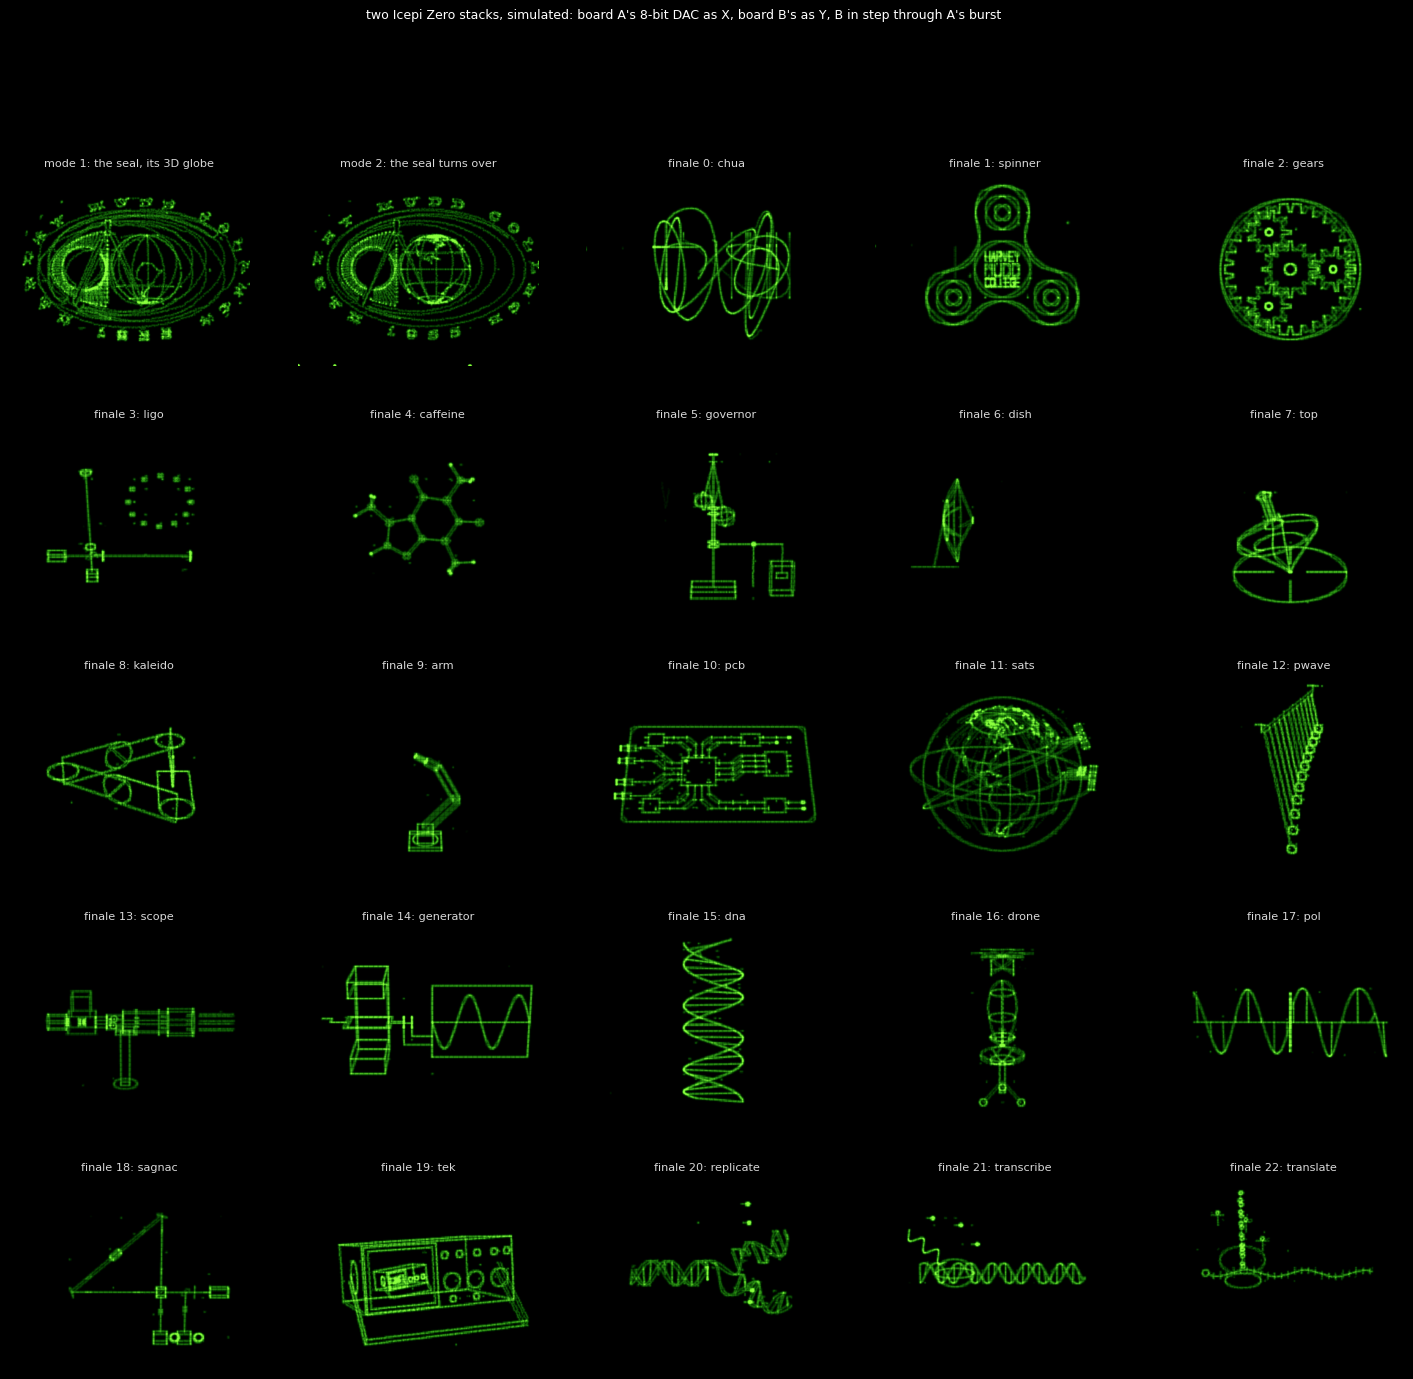 two Icepi Zero stacks, simulated: board A's 8-bit DAC as X, board B's as Y, B in step through A's burst
mode 1: the seal, its 3D globe
mode 2: the seal turns over
finale 0: chua
finale 1: spinner
finale 2: gears
HARVEY
MUDD
COLLEGE
finale 3: ligo
finale 4: caffeine
finale 5: governor
finale 6: dish
finale 7: top
finale 8: kaleido
finale 9: arm
finale 10: pcb
finale 11: sats
finale 12: pwave
finale 13: scope
finale 14: generator
finale 15: dna
finale 16: drone
finale 17: pol
finale 18: sagnac
finale 19: tek
finale 20: replicate
finale 21: transcribe
finale 22: translate